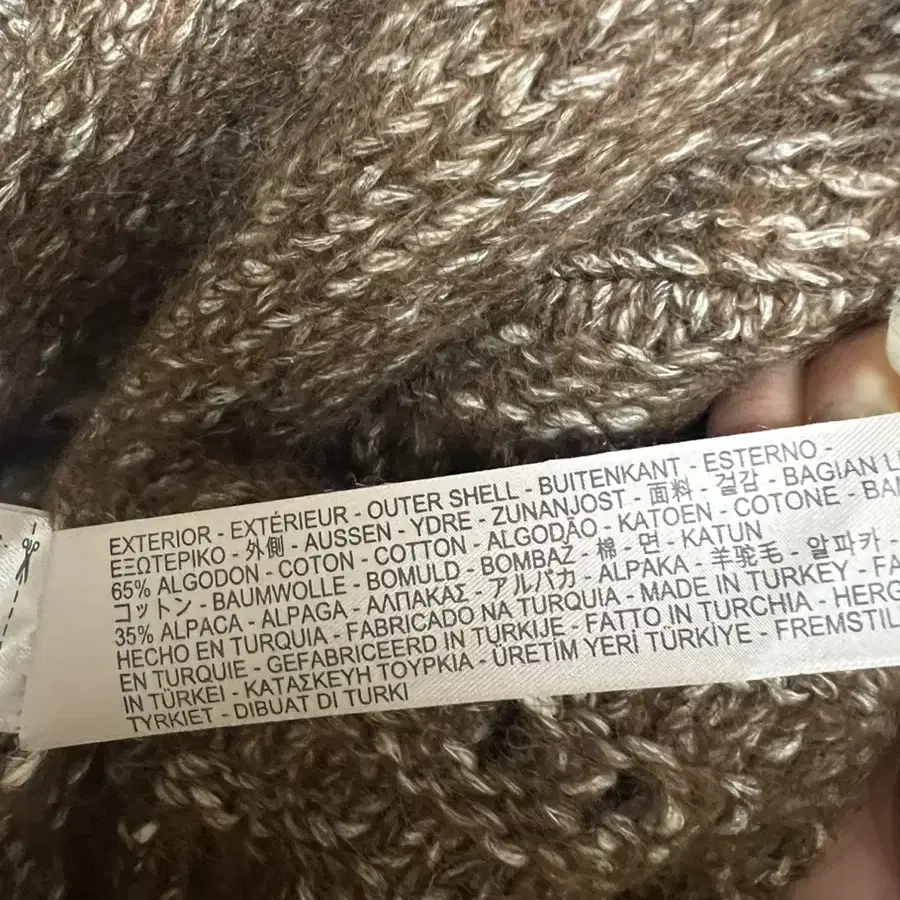 EXTERIOR - EXTÉRIEUR - OUTER SHELL - BUITENKANT - ESTERNO -
ΕΞΩΤΕΡΙΚΟ - 外側 - AUSSEN - YDRE - ZUNANJOST - 面料 - 겉감 - BAGIAN
65% ALGODON - COTON - COTTON - ALGODÃO - KATOEN - COTONE -
コットン - BAUMWOLLE - BOMULD - BOMBAŽ - 棉 - 면 - KATUN
35% ALPACA - ALPAGA - ΑΛΠΑΚΑΣ - アルパカ - ALPAKA - 羊驼毛 - 알파카 -
HECHO EN TURQUIA - FABRICADO NA TURQUIA - MADE IN TURKEY -
EN TURQUIE - GEFABRICEERD IN TURKIJE - FATTO IN TURCHIA -
IN TÜRKEI - ΚΑΤΑΣΚΕΥΗ ΤΟΥΡΚΙΑ - ÜRETİM YERİ TÜRKİYE -
TYRKIET - DIBUAT DI TURKI